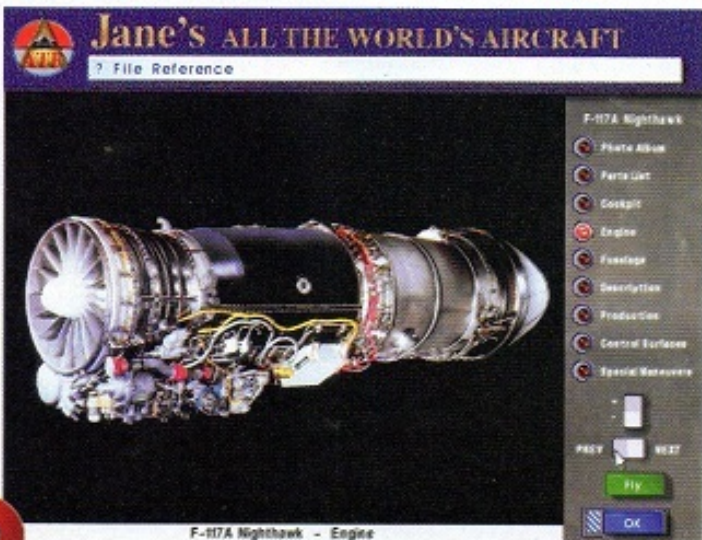 ATF
Jane's ALL THE WORLD'S AIRCRAFT
? File Reference
F-117A Nighthawk
Photo Album
Parts List
Cockpit
Engine
Fuselage
Description
Production
Control Surfaces
Special Maneuvers
+
-
PREV NEXT
Fly
OK
F-117A Nighthawk - Engine